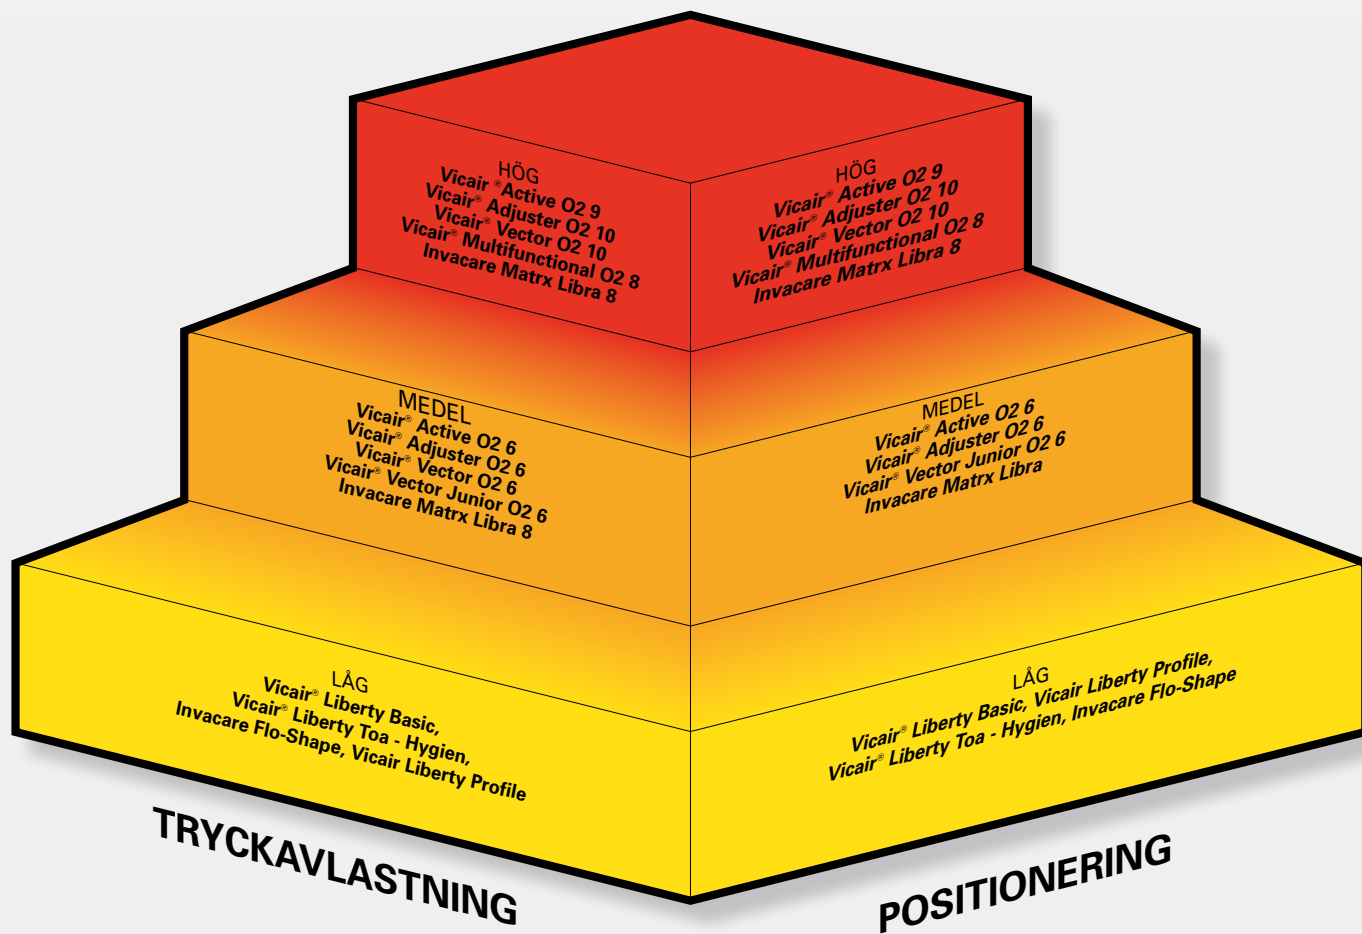 HÖG
Vicair® Active O2 9
Vicair® Adjuster O2 10
Vicair® Vector O2 10
Vicair® Multifunctional O2 8
Invacare Matrx Libra 8
HÖG
Vicair® Active O2 9
Vicair® Adjuster O2 10
Vicair® Vector O2 10
Vicair® Multifunctional O2 8
Invacare Matrx Libra 8
MEDEL
Vicair® Active O2 6
Vicair® Adjuster O2 6
Vicair® Vector O2 6
Vicair® Vector Junior O2 6
Invacare Matrx Libra 8
MEDEL
Vicair® Active O2 6
Vicair® Adjuster O2 6
Vicair® Vector Junior O2 6
Invacare Matrx Libra
LÅG
Vicair® Liberty Basic,
Vicair® Liberty Toa - Hygien,
Invacare Flo-Shape, Vicair Liberty Profile
LÅG
Vicair® Liberty Basic, Vicair Liberty Profile,
Vicair® Liberty Toa - Hygien, Invacare Flo-Shape
TRYCKAVLASTNING
POSITIONERING